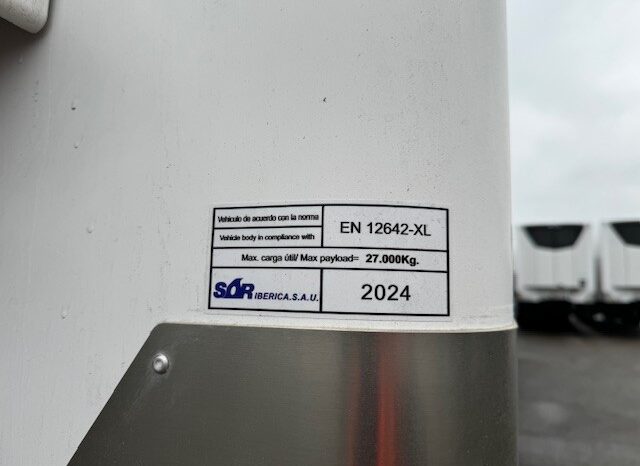 Vehículo de acuerdo con la norma
Vehicle body in compliance with
EN 12642-XL
Max. carga útil/ Max payload= 27.000Kg.
SOR IBERICA.S.A.U.
2024